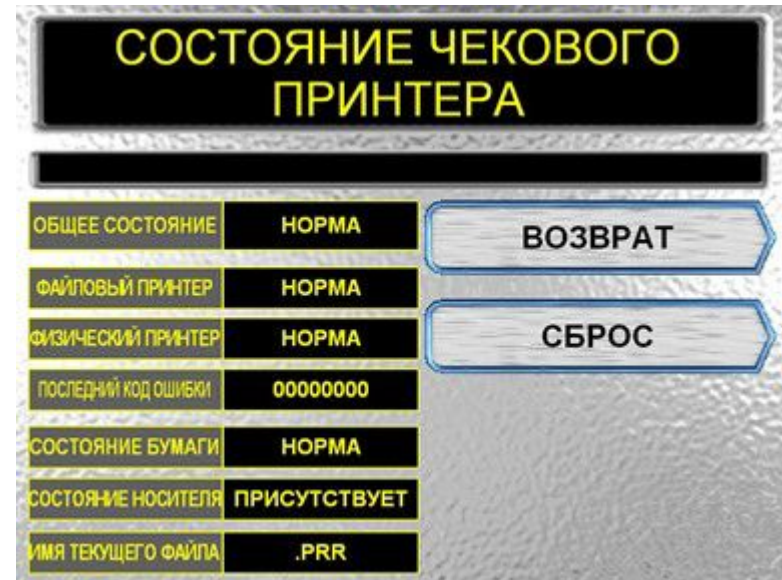 СОСТОЯНИЕ ЧЕКОВОГО
ПРИНТЕРА
ОБЩЕЕ СОСТОЯНИЕ НОРМА
ВОЗВРАТ
ФАЙЛОВЫЙ ПРИНТЕР НОРМА
ФИЗИЧЕСКИЙ ПРИНТЕР НОРМА
СБРОС
ПОСЛЕДНИЙ КОД ОШИБКИ 00000000
СОСТОЯНИЕ БУМАГИ НОРМА
СОСТОЯНИЕ НОСИТЕЛЯ ПРИСУТСТВУЕТ
ИМЯ ТЕКУЩЕГО ФАЙЛА .PRR